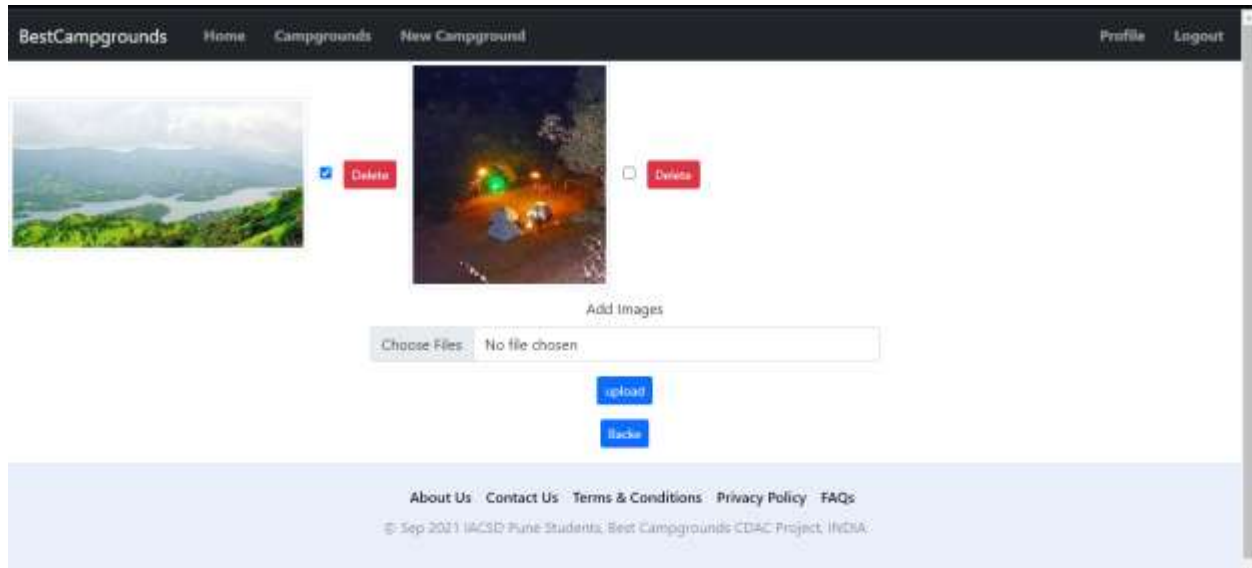 BestCampgrounds Home Campgrounds New Campground Profile Logout
Delete Delete
Add Images
Choose Files No file chosen
upload
Backe
About Us Contact Us Terms & Conditions Privacy Policy FAQs
© Sep 2021 IACSD Pune Students, Best Campgrounds CDAC Project, INDIA